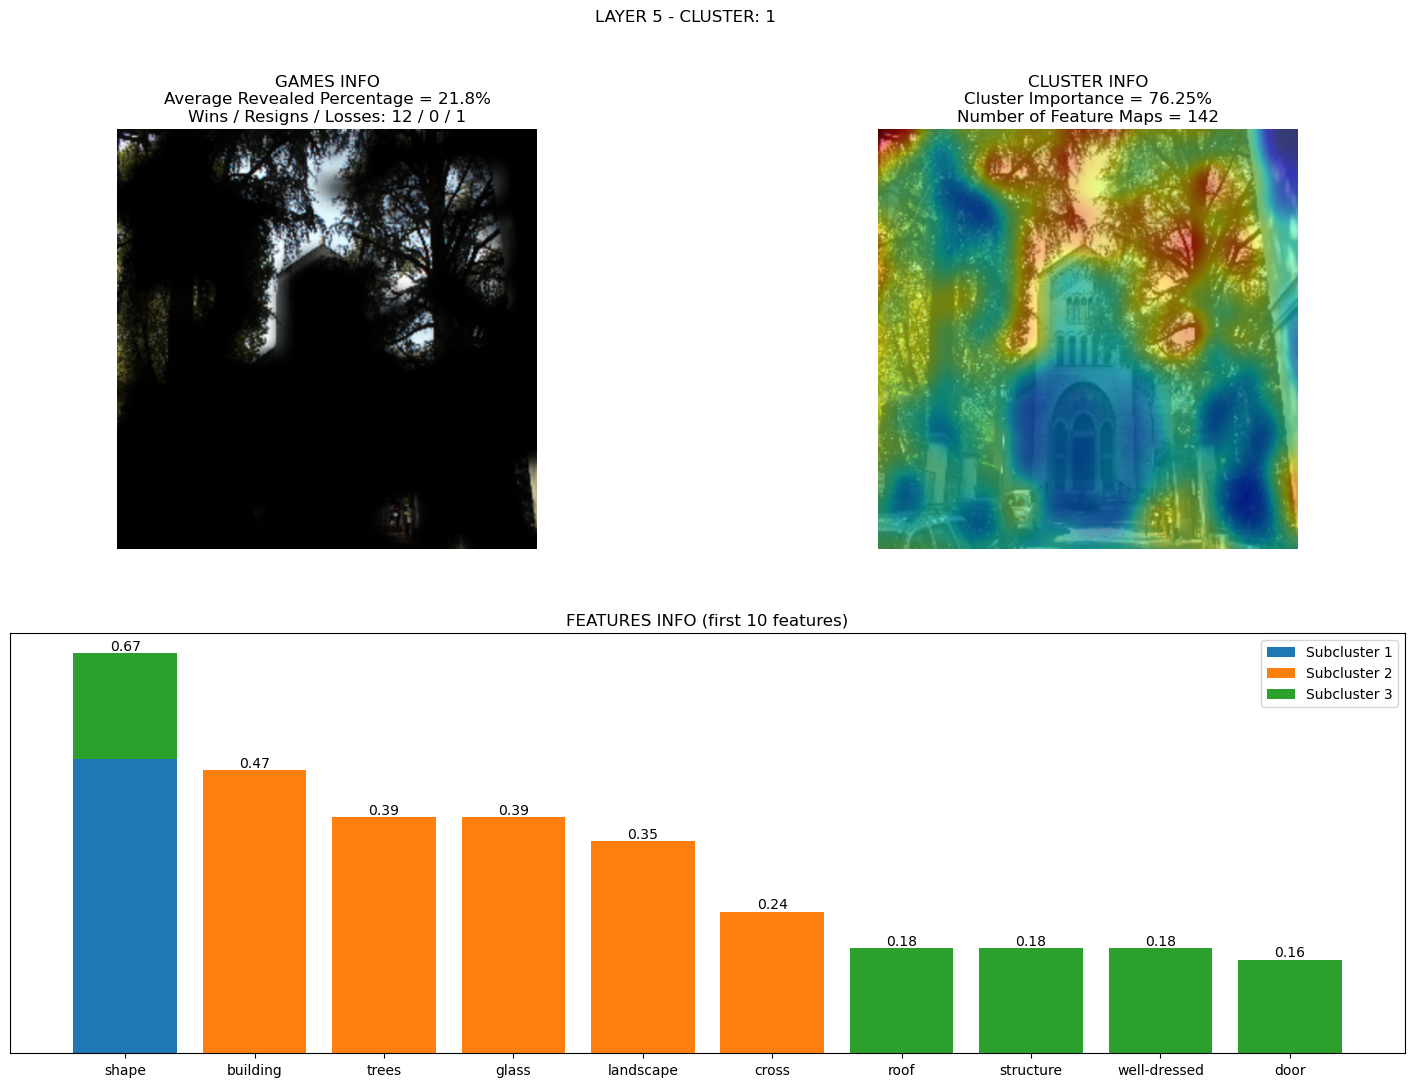 LAYER 5 - CLUSTER: 1
GAMES INFO
Average Revealed Percentage = 21.8%
Wins / Resigns / Losses: 12 / 0 / 1
CLUSTER INFO
Cluster Importance = 76.25%
Number of Feature Maps = 142
FEATURES INFO (first 10 features)
0.67
0.47
0.39
0.39
0.35
0.24
0.18
0.18
0.18
0.16
Subcluster 1
Subcluster 2
Subcluster 3
shape
building
trees
glass
landscape
cross
roof
structure
well-dressed
door